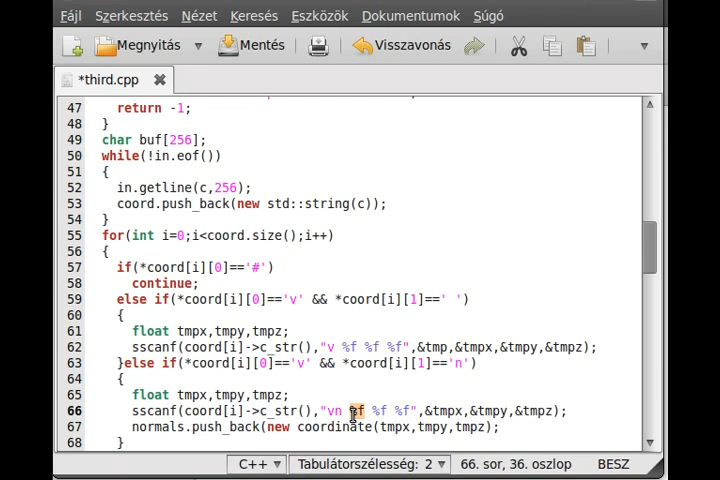 Fájl Szerkesztés Nézet Keresés Eszközök Dokumentumok Súgó
Megnyitás Mentés Visszavonás
*third.cpp
47 return -1;
48 }
49 char buf[256];
50 while(!in.eof())
51 {
52 in.getline(c,256);
53 coord.push_back(new std::string(c));
54 }
55 for(int i=0;i<coord.size();i++)
56 {
57 if(*coord[i][0]=='#')
58 continue;
59 else if(*coord[i][0]=='v' && *coord[i][1]==' ')
60 {
61 float tmpx,tmpy,tmpz;
62 sscanf(coord[i]->c_str(),"v %f %f %f",&tmp,&tmpx,&tmpy,&tmpz);
63 }else if(*coord[i][0]=='v' && *coord[i][1]=='n')
64 {
65 float tmpx,tmpy,tmpz;
66 sscanf(coord[i]->c_str(),"vn %f %f %f",&tmpx,&tmpy,&tmpz);
67 normals.push_back(new coordinate(tmpx,tmpy,tmpz);
68 }
C++ Tabulátorszélesség: 2 66. sor, 36. oszlop BESZ